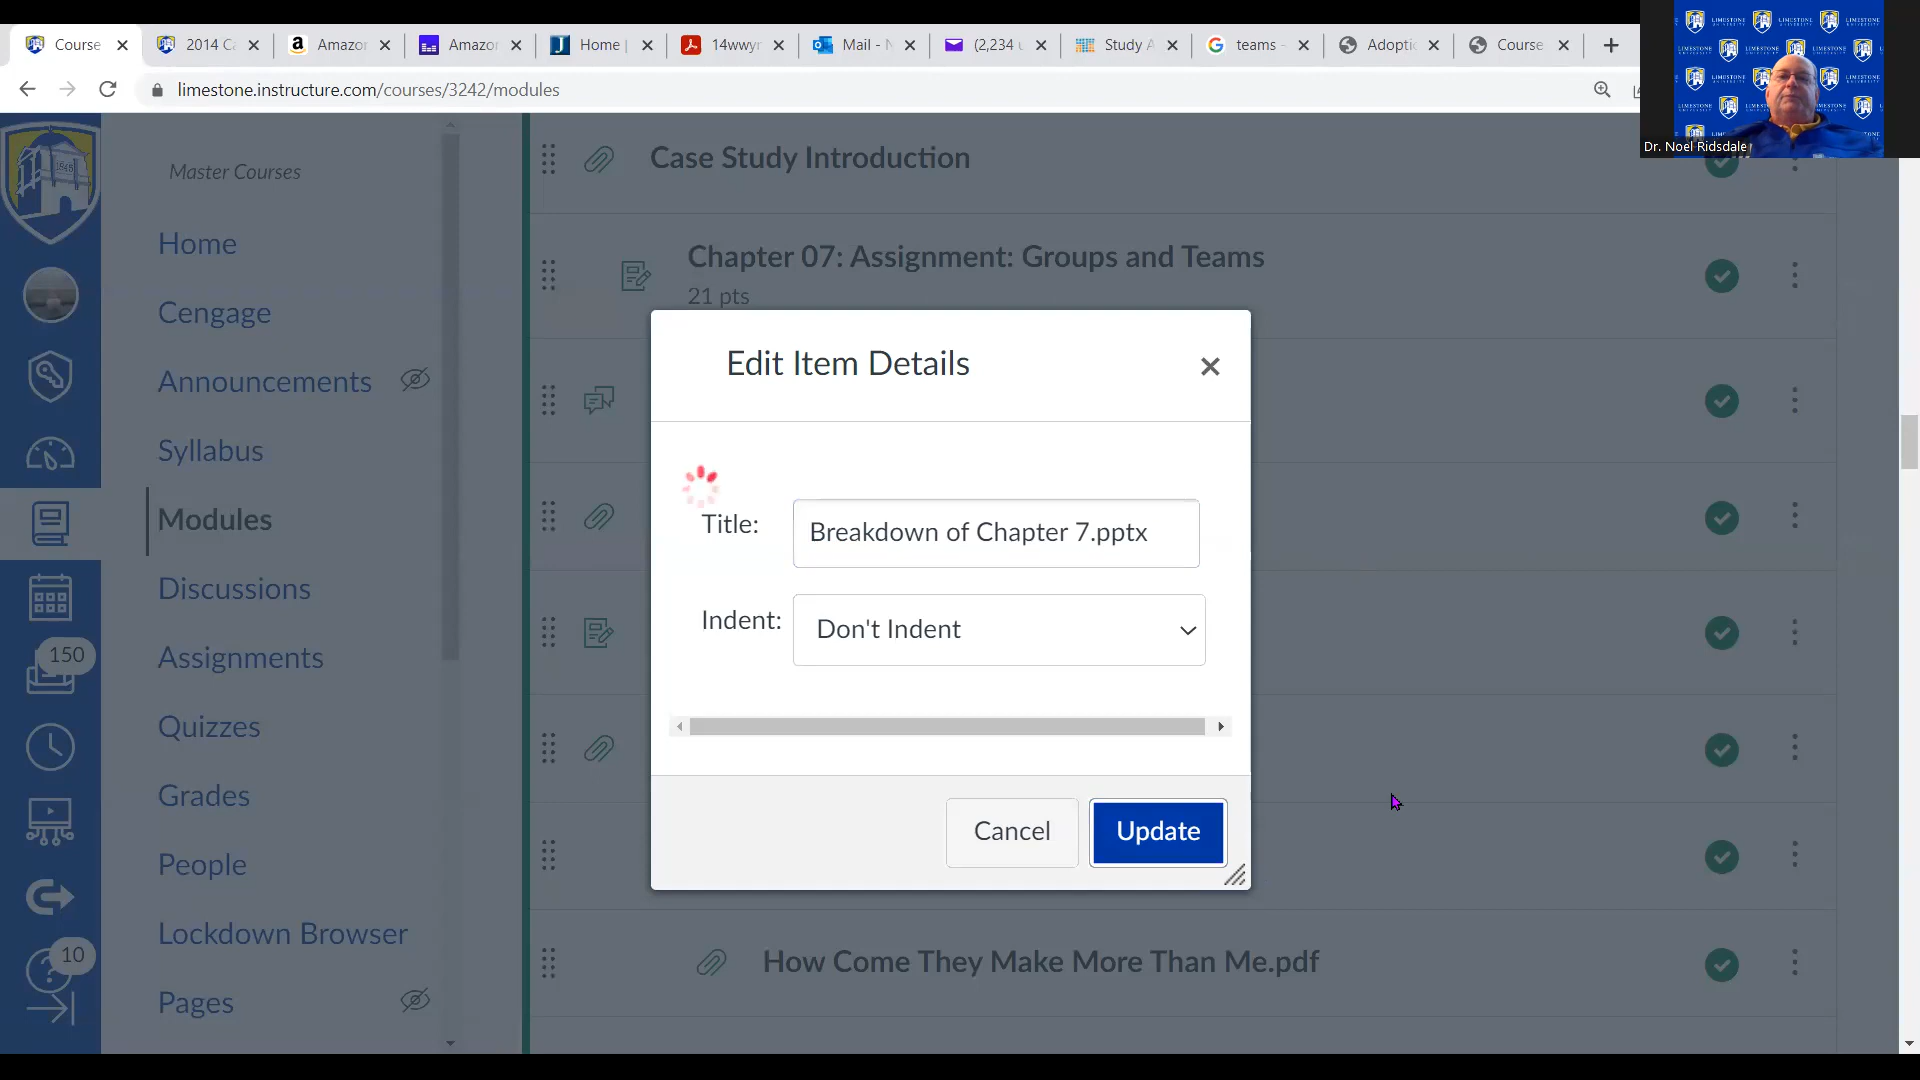 Course
2014 Ca
Amazon
Amazon
Home |
14wwyr
Mail - N
(2,234 u
Study A
teams -
Adoptio
Course
limestone.instructure.com/courses/3242/modules
Dr. Noel Ridsdale
Master Courses
Home
Cengage
Announcements
Syllabus
Modules
Discussions
Assignments
150
Quizzes
Grades
People
Lockdown Browser
10
Pages
Case Study Introduction
Chapter 07: Assignment: Groups and Teams
21 pts
Edit Item Details
Title:
Breakdown of Chapter 7.pptx
Indent:
Don't Indent
Cancel
Update
How Come They Make More Than Me.pdf